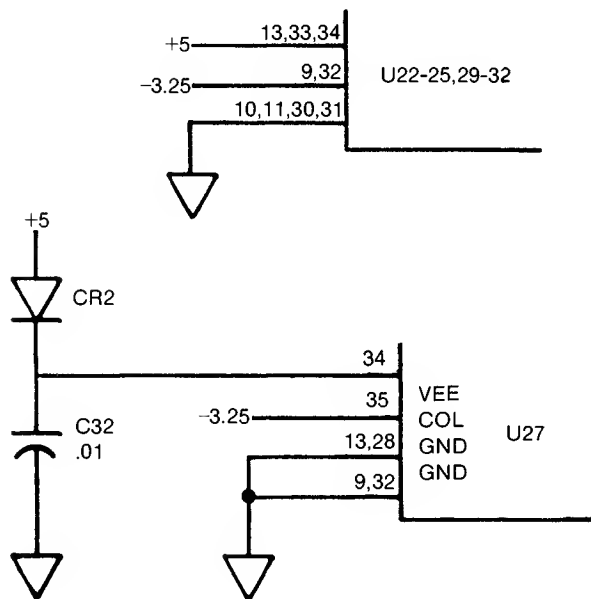 13,33,34
+5
9,32
−3.25
U22-25,29-32
10,11,30,31
+5
CR2
34
VEE
35
−3.25
COL
C32
.01
13,28
GND
U27
9,32
GND